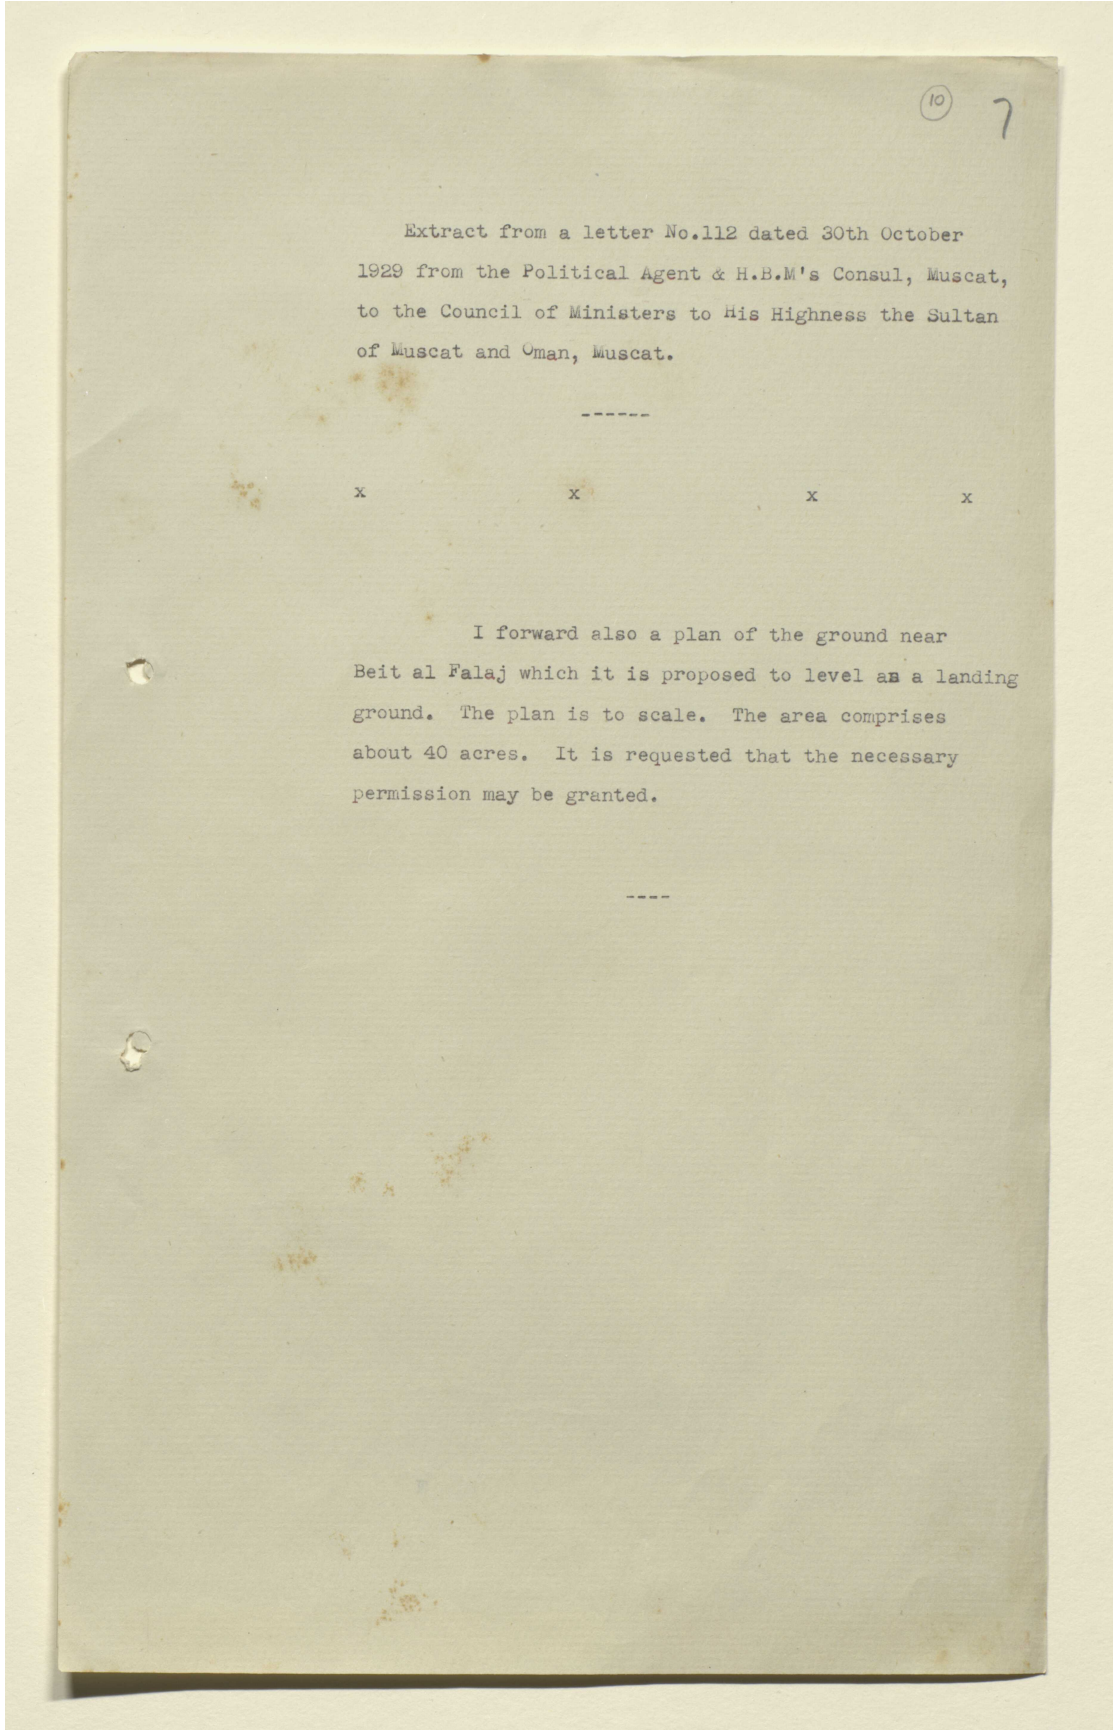 10
7
Extract from a letter No.112 dated 30th October
1929 from the Political Agent & H.B.M's Consul, Muscat,
to the Council of Ministers to His Highness the Sultan
of Muscat and Oman, Muscat.
------
x x x x
I forward also a plan of the ground near
Beit al Falaj which it is proposed to level as a landing
ground. The plan is to scale. The area comprises
about 40 acres. It is requested that the necessary
permission may be granted.
----